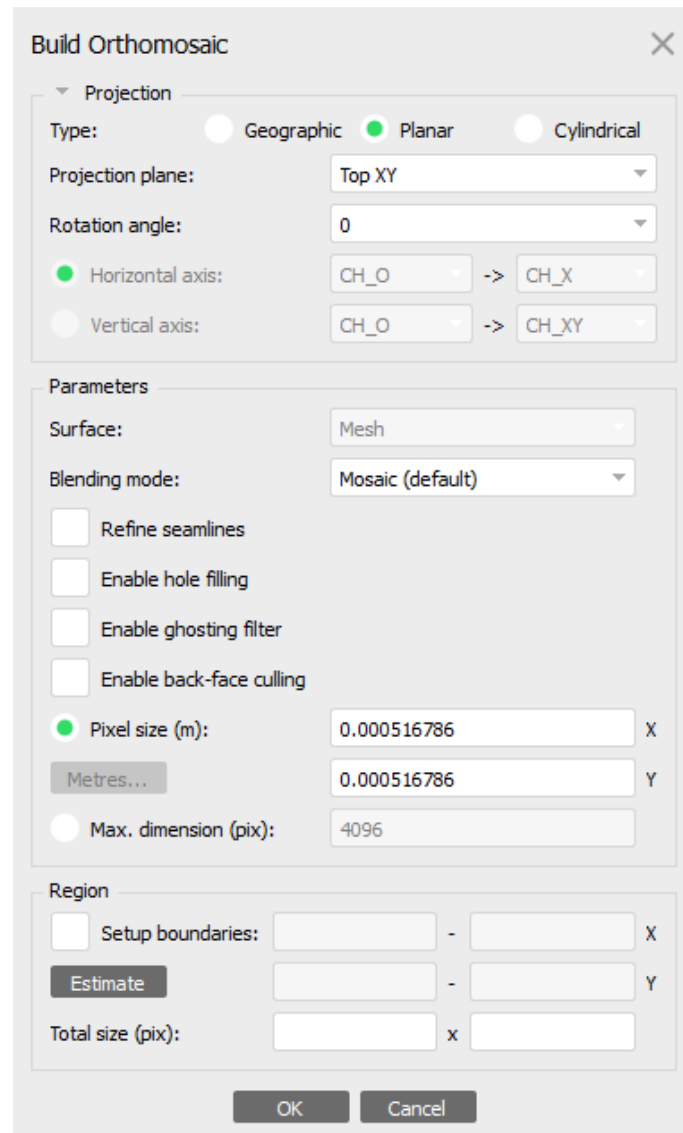 Build Orthomosaic
Projection
Type: Geographic Planar Cylindrical
Projection plane: Top XY
Rotation angle: 0
Horizontal axis: CH_O -> CH_X
Vertical axis: CH_O -> CH_XY
Parameters
Surface: Mesh
Blending mode: Mosaic (default)
Refine seamlines
Enable hole filling
Enable ghosting filter
Enable back-face culling
Pixel size (m): 0.000516786 X
Metres... 0.000516786 Y
Max. dimension (pix): 4096
Region
Setup boundaries: - X
Estimate - Y
Total size (pix): x
OK Cancel